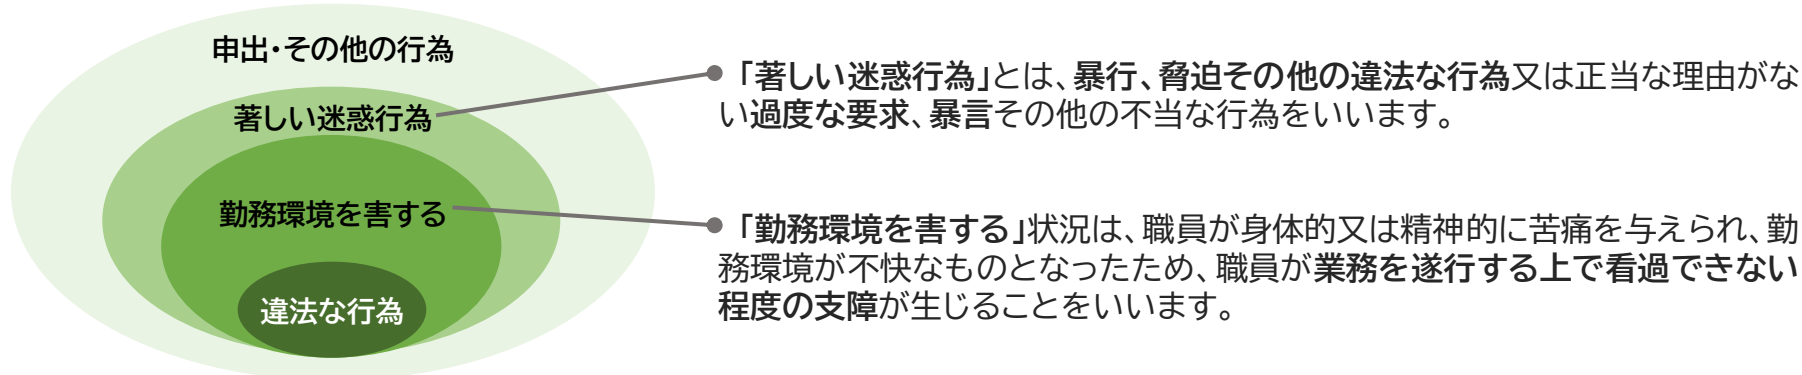 申出・その他の行為
著しい迷惑行為
勤務環境を害する
違法な行為
「著しい迷惑行為」とは、暴行、脅迫その他の違法な行為又は正当な理由がな
い過度な要求、暴言その他の不当な行為をいいます。
「勤務環境を害する」状況は、職員が身体的又は精神的に苦痛を与えられ、勤
務環境が不快なものとなったため、職員が業務を遂行する上で看過できない
程度の支障が生じることをいいます。